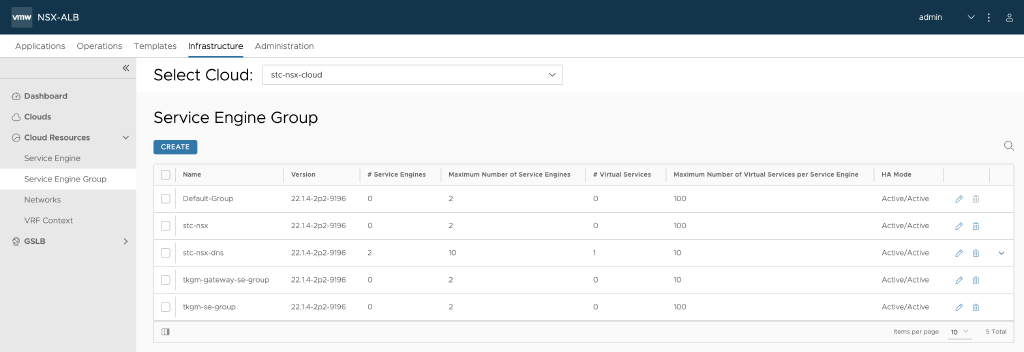 vmw NSX-ALB admin
Applications Operations Templates Infrastructure Administration
Select Cloud: stc-nsx-cloud
Dashboard
Clouds
Cloud Resources
Service Engine
Service Engine Group
Networks
VRF Context
GSLB
Service Engine Group
CREATE
Name Version # Service Engines Maximum Number of Service Engines # Virtual Services Maximum Number of Virtual Services per Service Engine HA Mode
Default-Group 22.1.4-2p2-9196 0 2 0 100 Active/Active
stc-nsx 22.1.4-2p2-9196 0 2 0 100 Active/Active
stc-nsx-dns 22.1.4-2p2-9196 2 10 1 10 Active/Active
tkgm-gateway-se-group 22.1.4-2p2-9196 0 2 0 10 Active/Active
tkgm-se-group 22.1.4-2p2-9196 0 2 0 100 Active/Active
Items per page 10 5 Total